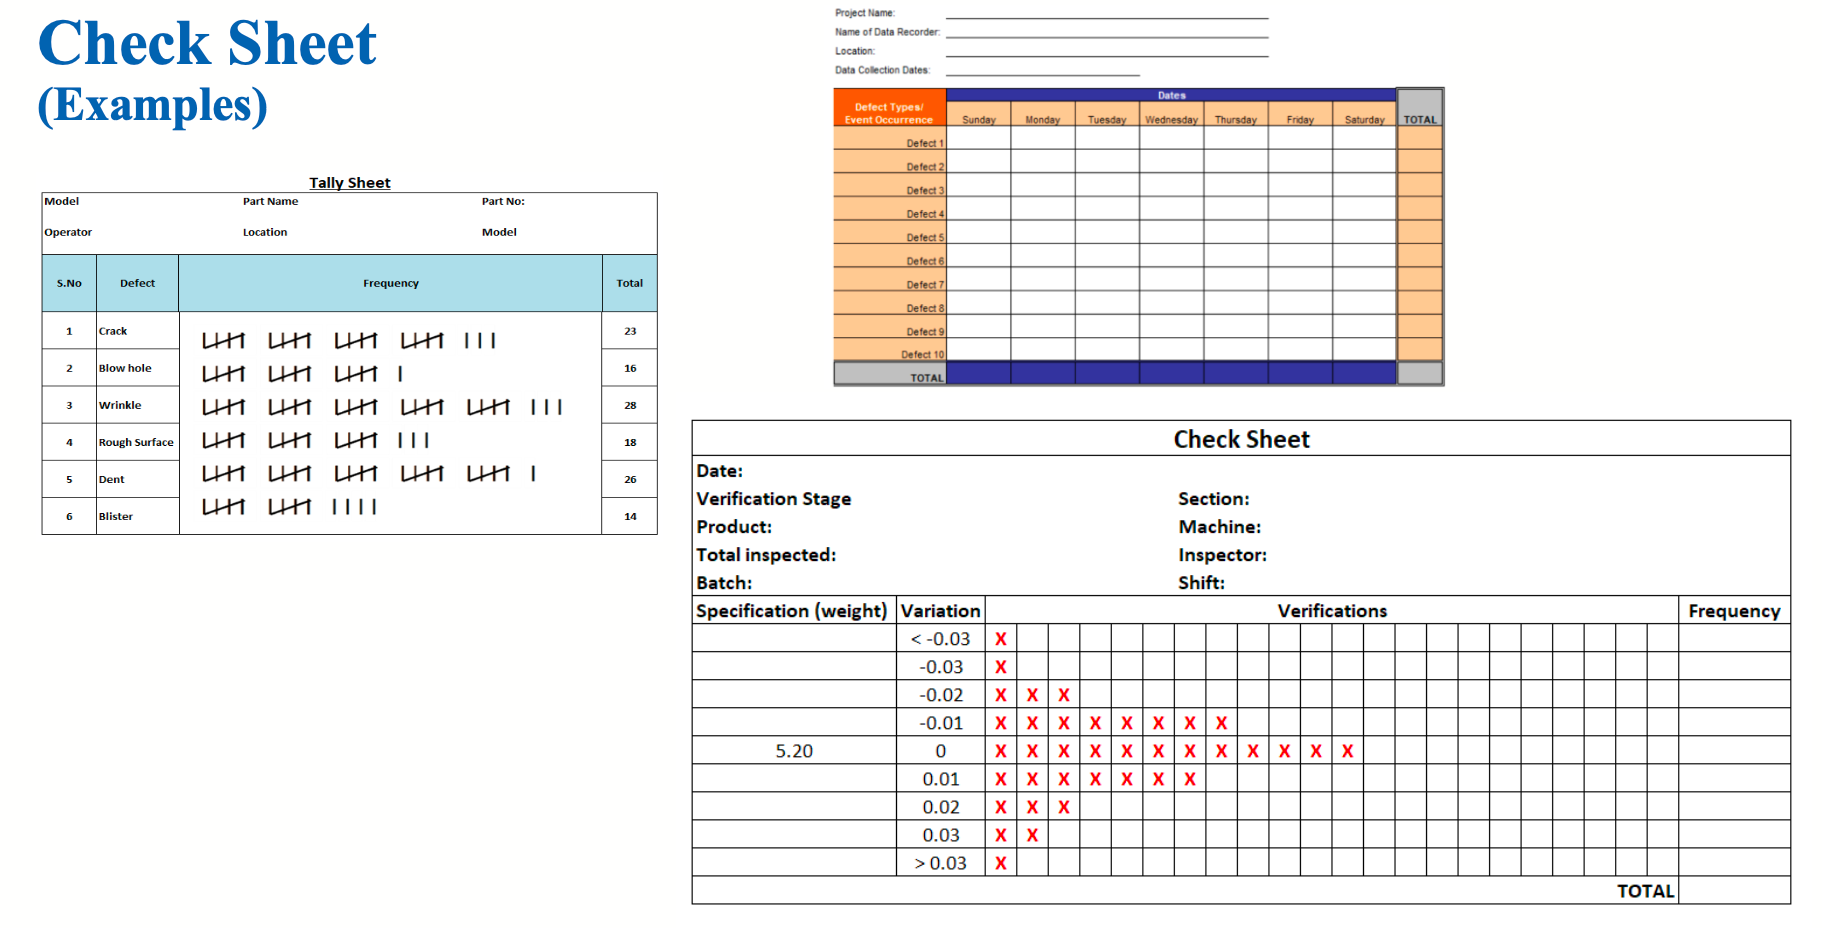 Check Sheet
(Examples)
Tally Sheet
Model Part Name Part No:
Operator Location Model
S.No Defect Frequency Total
1 Crack 23
2 Blow hole 16
3 Wrinkle 28
4 Rough Surface 18
5 Dent 26
6 Blister 14
Project Name:
Name of Data Recorder:
Location:
Data Collection Dates:
Dates
Defect Types/
Event Occurrence Sunday Monday Tuesday Wednesday Thursday Friday Saturday TOTAL
Defect 1
Defect 2
Defect 3
Defect 4
Defect 5
Defect 6
Defect 7
Defect 8
Defect 9
Defect 10
TOTAL
Check Sheet
Date:
Verification Stage Section:
Product: Machine:
Total inspected: Inspector:
Batch: Shift:
Specification (weight) Variation Verifications Frequency
< -0.03 X
-0.03 X
-0.02 X X X
-0.01 X X X X X X X X
5.20 0 X X X X X X X X X X X X
0.01 X X X X X X X
0.02 X X X
0.03 X X
> 0.03 X
TOTAL